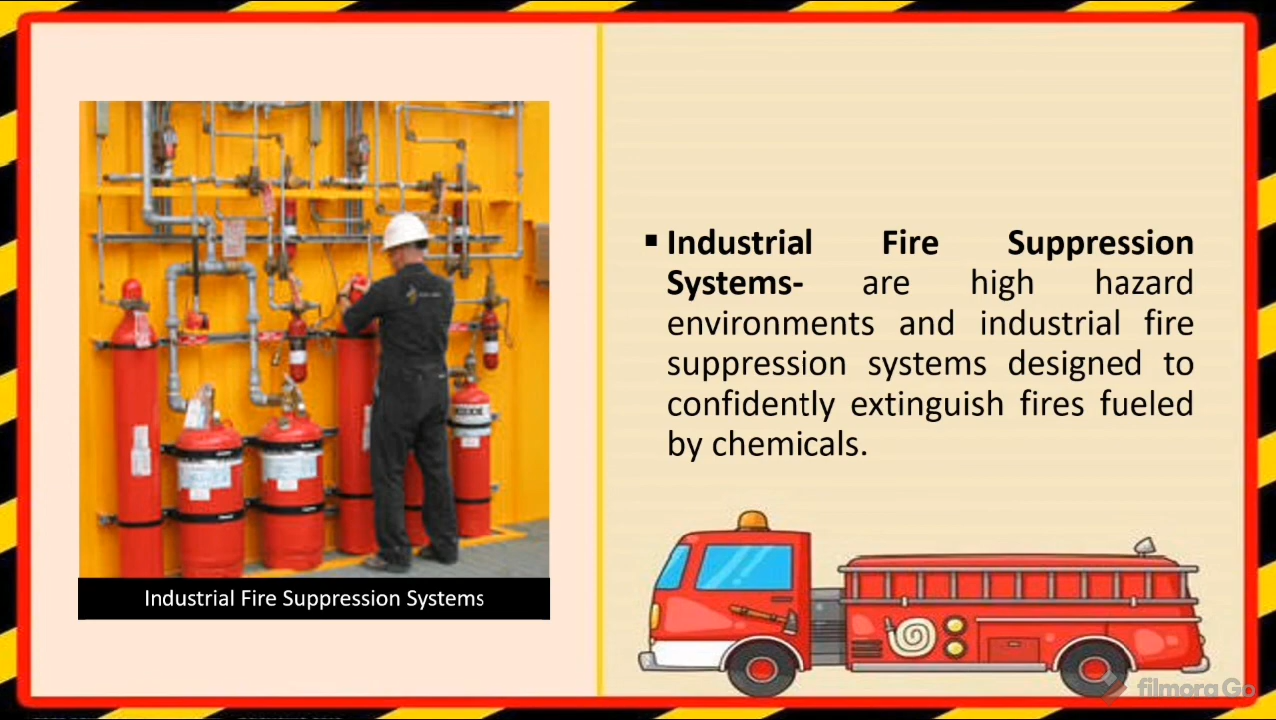 Industrial Fire Suppression Systems
▪ Industrial Fire Suppression
Systems- are high hazard
environments and industrial fire
suppression systems designed to
confidently extinguish fires fueled
by chemicals.
filmora Go